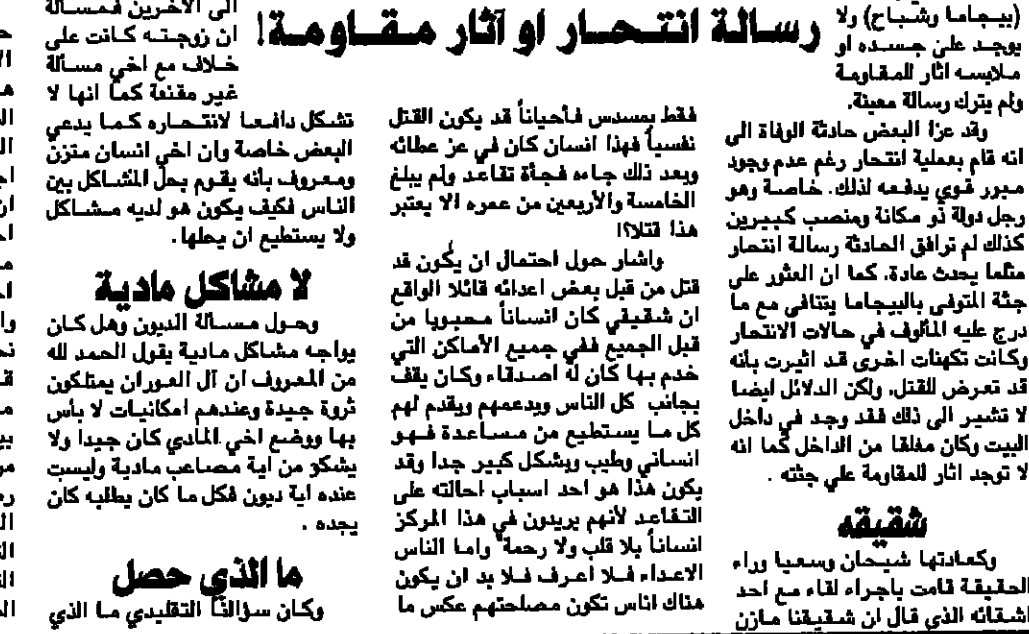 رسالة انتحار او آثار مقاومة!
(بيجاما وشباح) ولا
يوجد على جسده او
ملابسه اثار للمقاومة
ولم يترك رسالة معينة.
وقد عزا البعض حادثة الوفاة الى
انه قام بعملية انتحار رغم عدم وجود
مبرر قوي يدفعه لذلك. خاصة وهو
رجل دولة ذو مكانة ومنصب كبيرين
كذلك لم ترافق الحادثة رسالة انتحار
مثلما يحدث عادة، كما ان العثور على
جثة المتوفى بالبيجاما يتنافى مع ما
درج عليه المألوف في حالات الانتحار
وكانت تكهنات اخرى قد اثيرت بأنه
قد تعرض للقتل، ولكن الدلائل ايضا
لا تشير الى ذلك فقد وجد في داخل
البيت وكان مغلقا من الداخل كما انه
لا توجد اثار للمقاومة على جثته .
شقيقه
وكعادتها شيحان وسعيا وراء
الحقيقة قامت باجراء لقاء مع احد
اشقائه الذي قال ان شقيقنا مازن
فقط بمسدس فأحياناً قد يكون القتل
نفسياً فهذا انسان كان في عز عطائه
وبعد ذلك جاءه فجأة تقاعد ولم يبلغ
الخامسة والأربعين من عمره الا يعتبر
هذا قتلا؟!
واشار حول احتمال ان يكون قد
قتل من قبل بعض اعدائه قائلا الواقع
ان شقيقي كان انساناً محبوبا من
قبل الجميع ففي جميع الأماكن التي
خدم بها كان له اصدقاء وكان يقف
بجانب كل الناس ويدعمهم ويقدم لهم
كل ما يستطيع من مساعدة فهو
انساني وطيب وبشكل كبير جدا وقد
يكون هذا هو احد اسباب احالته على
التقاعد لأنهم يريدون في هذا المركز
انساناً بلا قلب ولا رحمة واما الناس
الاعداء فلا اعرف فلا بد ان يكون
هناك اناس تكون مصلحتهم عكس ما
الى الآخرين فمسألة
ان زوجته كانت على
خلاف مع اخي مسألة
غير مقنعة كما انها لا
تشكل دافعا لانتحاره كما يدعي
البعض خاصة وان اخي انسان متزن
ومعروف بأنه يقوم بحل المشاكل بين
الناس فكيف يكون هو لديه مشاكل
ولا يستطيع ان يحلها.
لا مشاكل مادية
وحول مسألة الديون وهل كان
يواجه مشاكل مادية يقول الحمد لله
من المعروف ان آل العوران يمتلكون
ثروة جيدة وعندهم امكانيات لا بأس
بها ووضع اخي المادي كان جيدا ولا
يشكو من اية مصاعب مادية وليست
عنده اية ديون فكل ما كان يطلبه كان
يجده .
ما الذي حصل
وكان سؤالنا التقليدي ما الذي